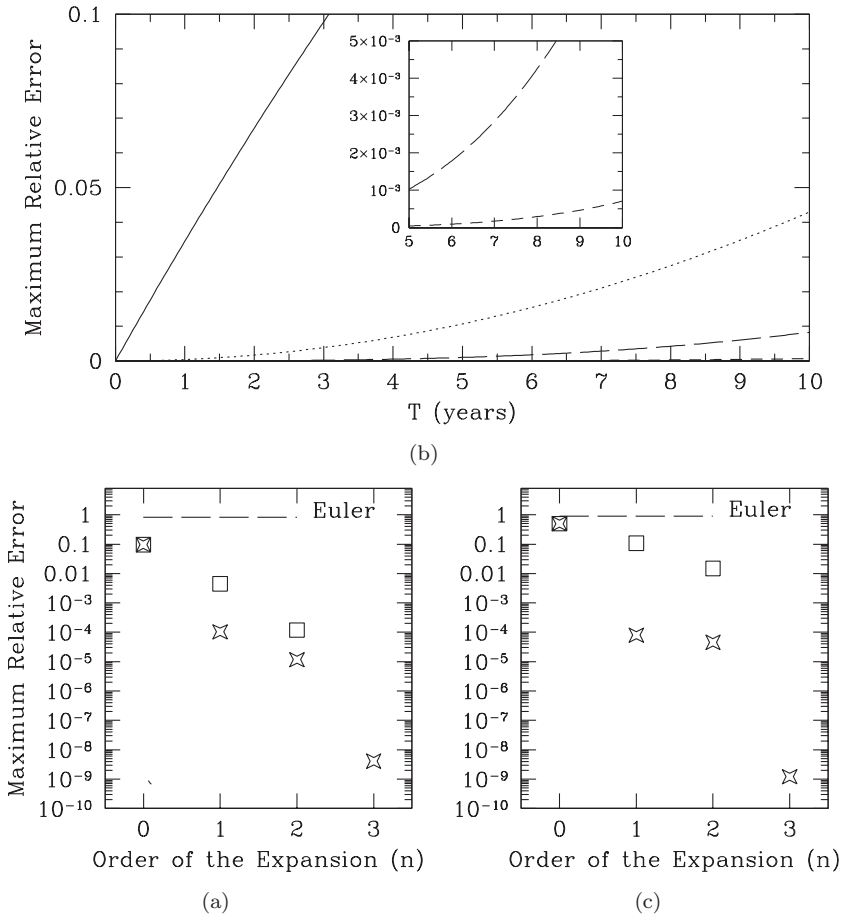 Maximum Relative Error
0.1
0.05
0
0 1 2 3 4 5 6 7 8 9 10
T (years)
5×10⁻³
4×10⁻³
3×10⁻³
2×10⁻³
10⁻³
0
5 6 7 8 9 10
(b)
Maximum Relative Error
1
0.1
0.01
10⁻³
10⁻⁴
10⁻⁵
10⁻⁶
10⁻⁷
10⁻⁸
10⁻⁹
10⁻¹⁰
Euler
0 1 2 3
Order of the Expansion (n)
(a)
1
0.1
0.01
10⁻³
10⁻⁴
10⁻⁵
10⁻⁶
10⁻⁷
10⁻⁸
10⁻⁹
10⁻¹⁰
Euler
0 1 2 3
Order of the Expansion (n)
(c)